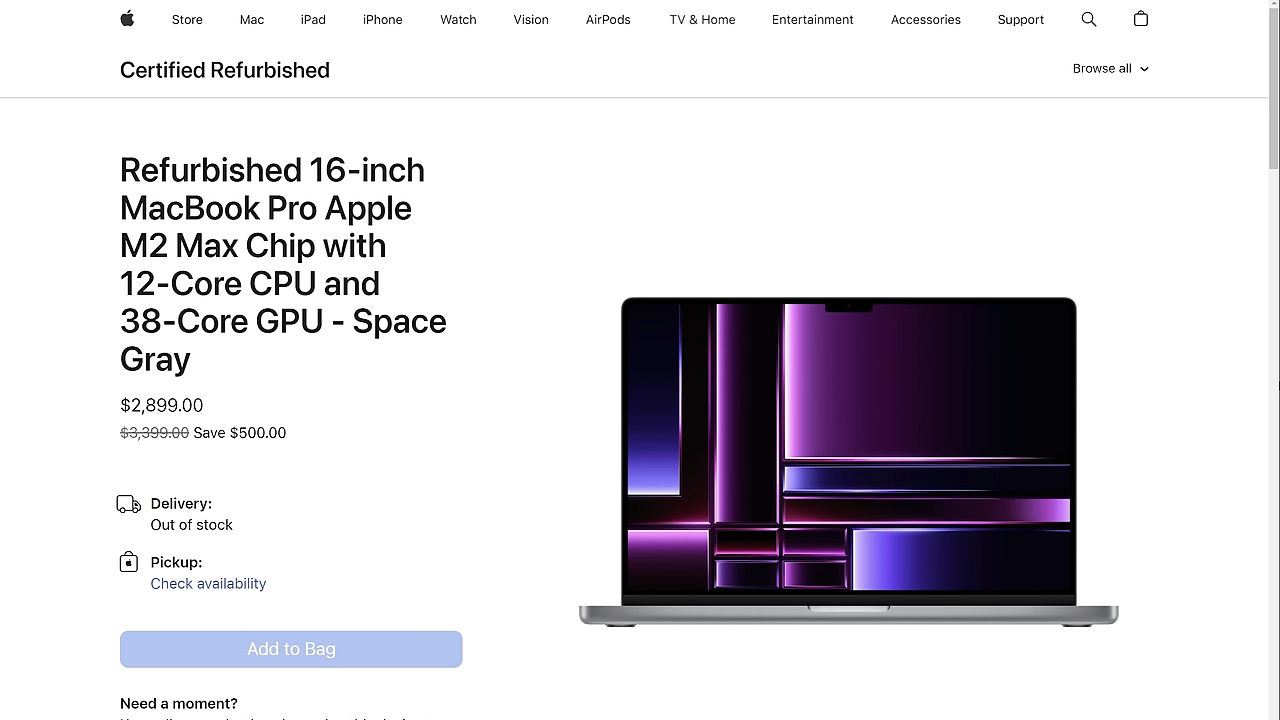 Store Mac iPad iPhone Watch Vision AirPods TV & Home Entertainment Accessories Support
Certified Refurbished
Browse all
Refurbished 16-inch
MacBook Pro Apple
M2 Max Chip with
12-Core CPU and
38-Core GPU - Space
Gray
$2,899.00
$3,399.00 Save $500.00
Delivery:
Out of stock
Pickup:
Check availability
Add to Bag
Need a moment?